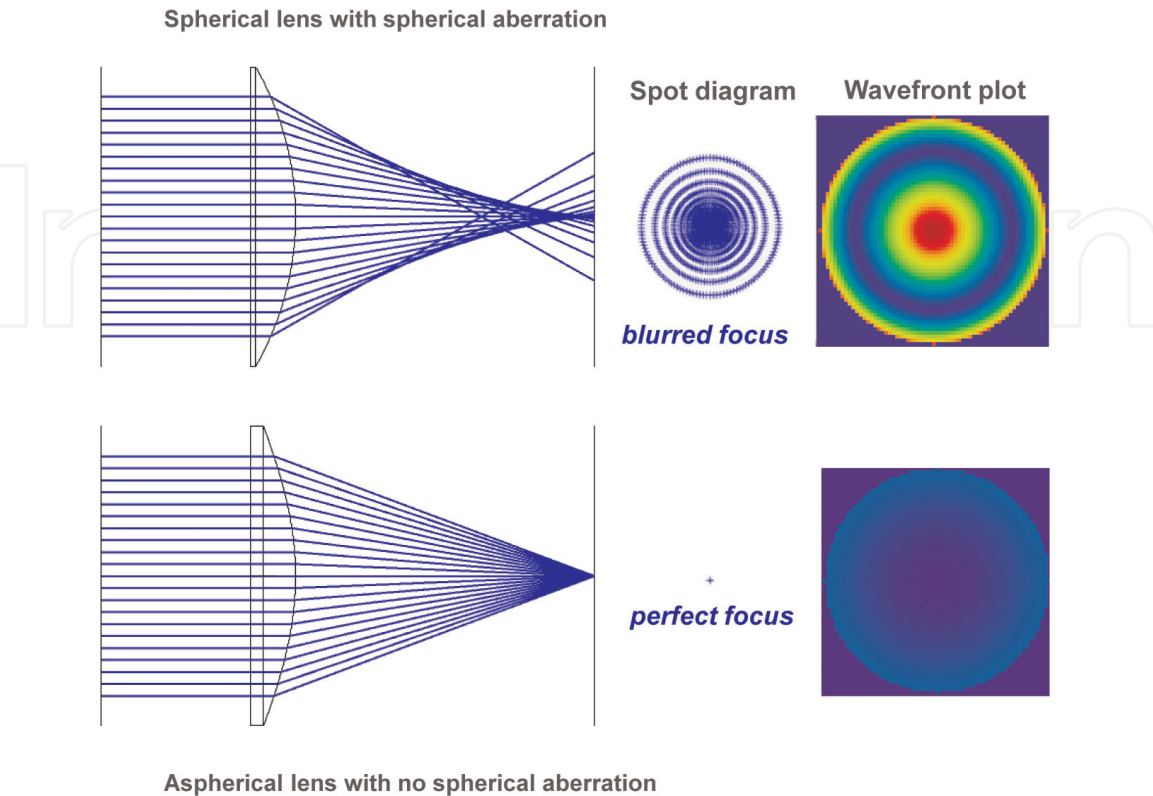 Spherical lens with spherical aberration
Spot diagram
Wavefront plot
blurred focus
perfect focus
Aspherical lens with no spherical aberration